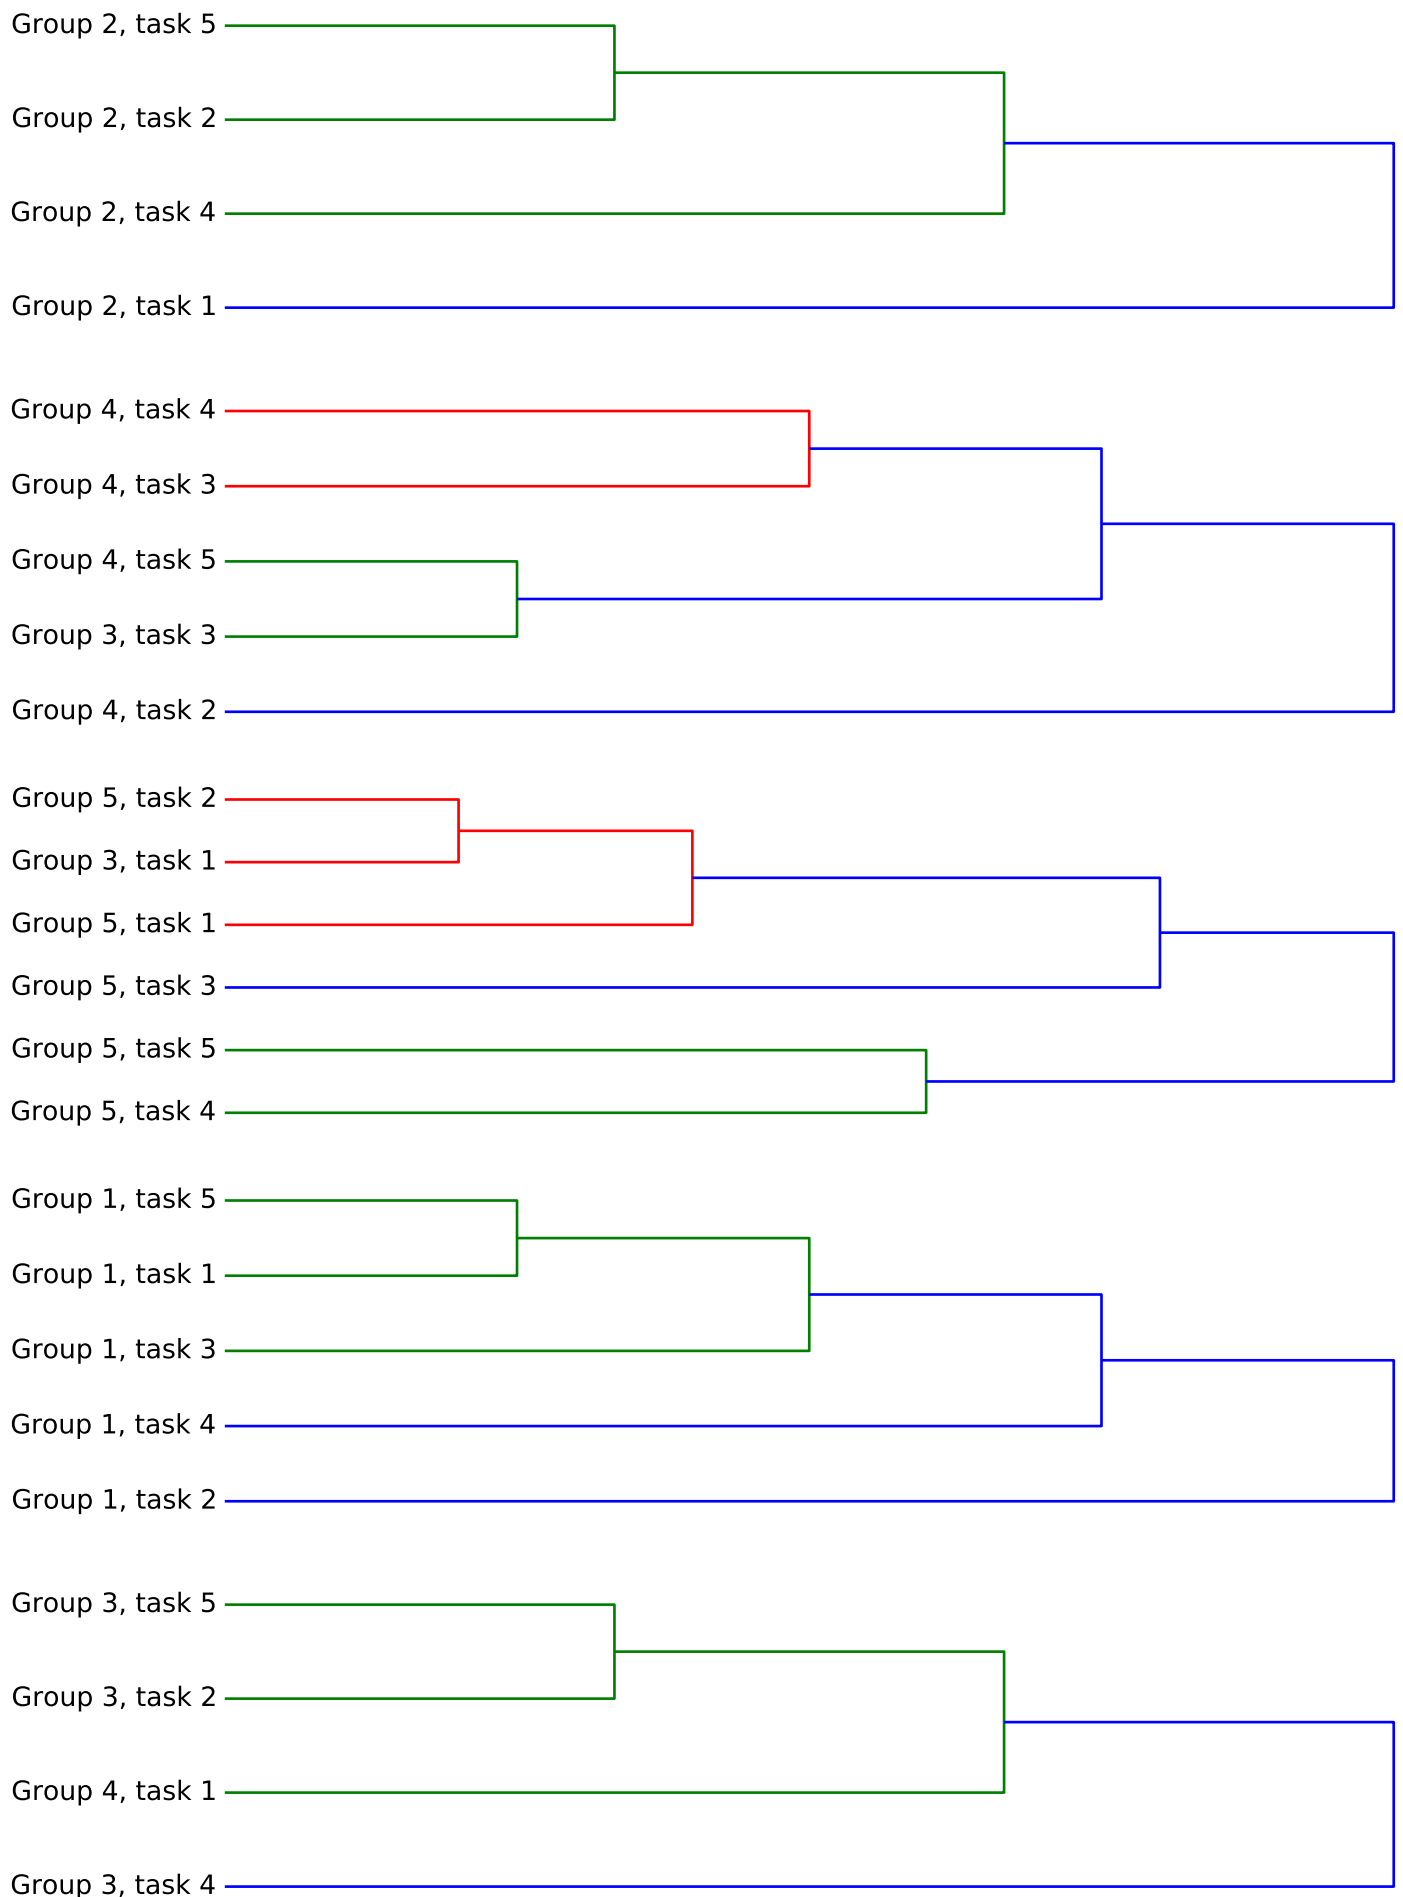 Group 2, task 5
Group 2, task 2
Group 2, task 4
Group 2, task 1
Group 4, task 4
Group 4, task 3
Group 4, task 5
Group 3, task 3
Group 4, task 2
Group 5, task 2
Group 3, task 1
Group 5, task 1
Group 5, task 3
Group 5, task 5
Group 5, task 4
Group 1, task 5
Group 1, task 1
Group 1, task 3
Group 1, task 4
Group 1, task 2
Group 3, task 5
Group 3, task 2
Group 4, task 1
Group 3, task 4